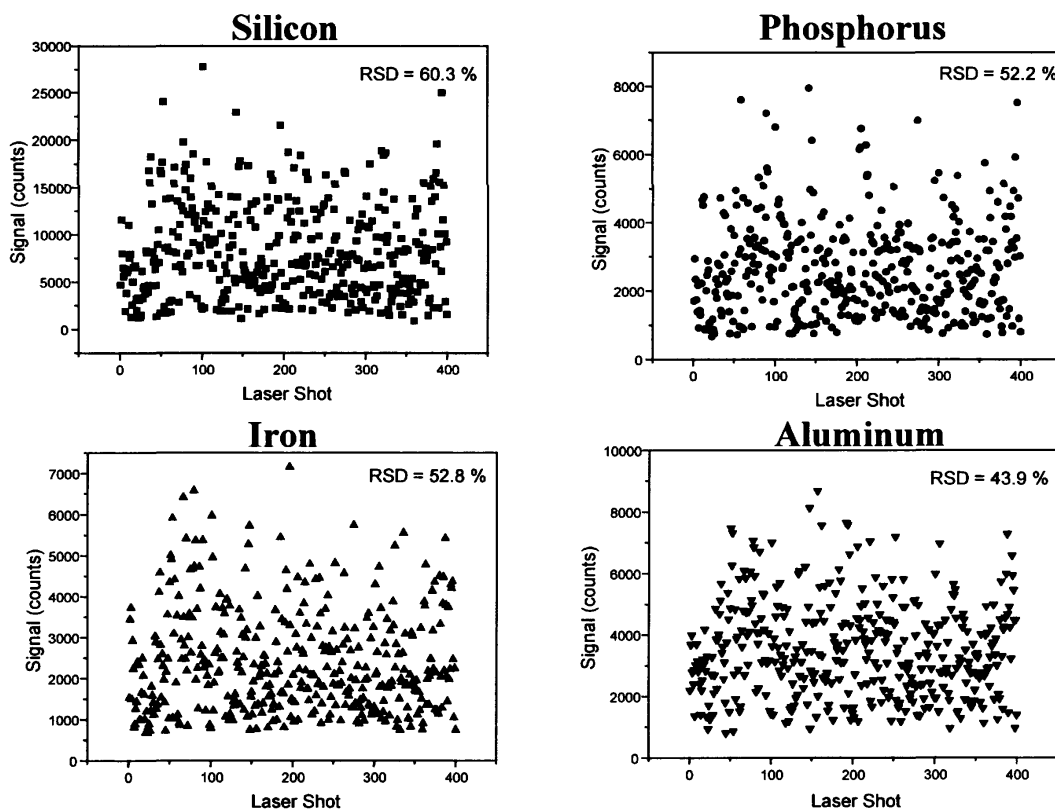 Silicon
RSD = 60.3 %
30000
25000
20000
15000
10000
5000
0
Signal (counts)
0 100 200 300 400
Laser Shot
Phosphorus
RSD = 52.2 %
8000
6000
4000
2000
0
Signal (counts)
0 100 200 300 400
Laser Shot
Iron
RSD = 52.8 %
7000
6000
5000
4000
3000
2000
1000
0
Signal (counts)
0 100 200 300 400
Laser Shot
Aluminum
RSD = 43.9 %
10000
8000
6000
4000
2000
0
Signal (counts)
0 100 200 300 400
Laser Shot